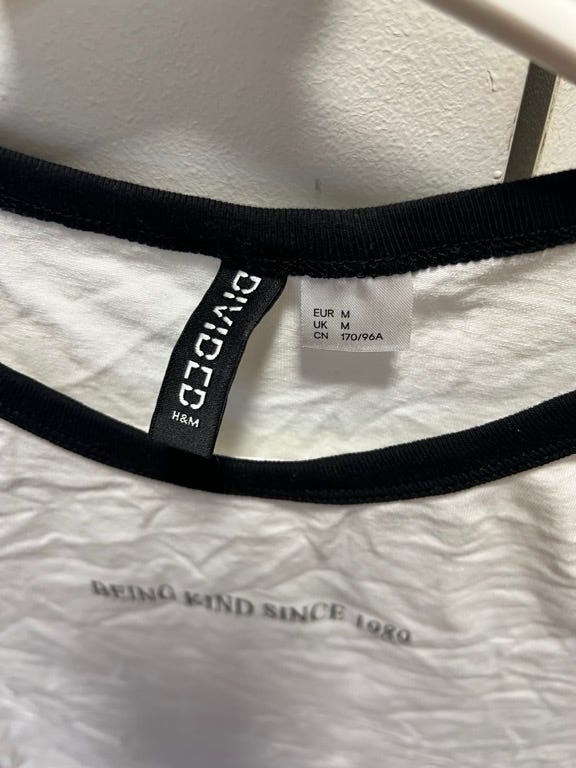 DIVIDED
H&M
EUR M
UK M
CN 170/96A
BEING KIND SINCE 1989